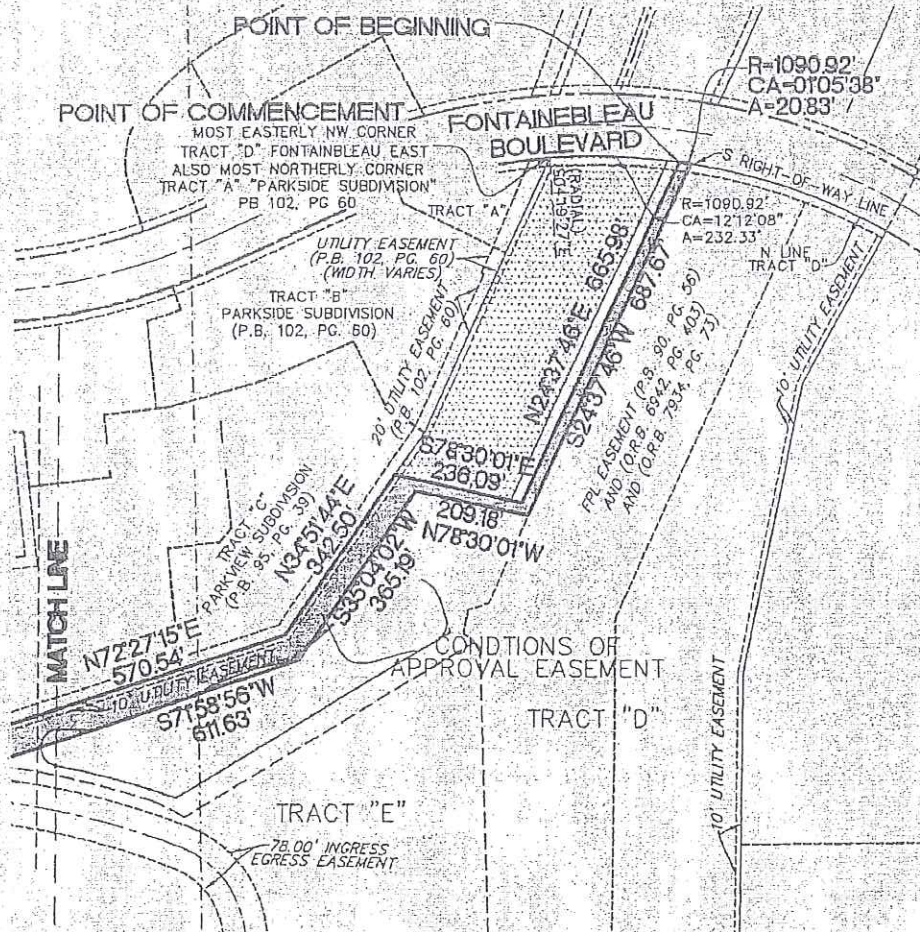 POINT OF BEGINNING
POINT OF COMMENCEMENT
MOST EASTERLY NW CORNER
TRACT "D" FONTAINBLEAU EAST
ALSO MOST NORTHERLY CORNER
TRACT "A" "PARKSIDE SUBDIVISION"
PB 102, PG 60
FONTAINEBLEAU
BOULEVARD
R=1090.92'
CA=01°05'38"
A=20.83'
S RIGHT-OF-WAY LINE
R=1090.92'
CA=12°12'08"
A=232.33'
N LINE
TRACT "D"
TRACT "A"
UTILITY EASEMENT
(P.B. 102, PG. 60)
(WIDTH VARIES)
TRACT "B"
PARKSIDE SUBDIVISION
(P.B. 102, PG. 60)
20' UTILITY EASEMENT
(P.B. 102, PG. 60)
(RADIAL)
N24°37'46"E 665.98'
S24°37'46"W 687.67'
FPL EASEMENT (P.B. 90, PG. 56)
AND (O.R.B. 6942, PG. 403)
AND (O.R.B. 7934, PG. 73)
10' UTILITY EASEMENT
S78°30'01"E
236.09'
209.18'
N78°30'01"W
TRACT "C"
PARKVIEW SUBDIVISION
(P.B. 95, PG. 39)
N34°51'44"E
342.50'
S35°04'02"W
365.19'
MATCH LINE
N72°27'15"E
570.54'
10' UTILITY EASEMENT
S71°58'56"W
611.63'
CONDTIONS OF
APPROVAL EASEMENT
TRACT "D"
10' UTILITY EASEMENT
TRACT "E"
78.00' INGRESS
EGRESS EASEMENT